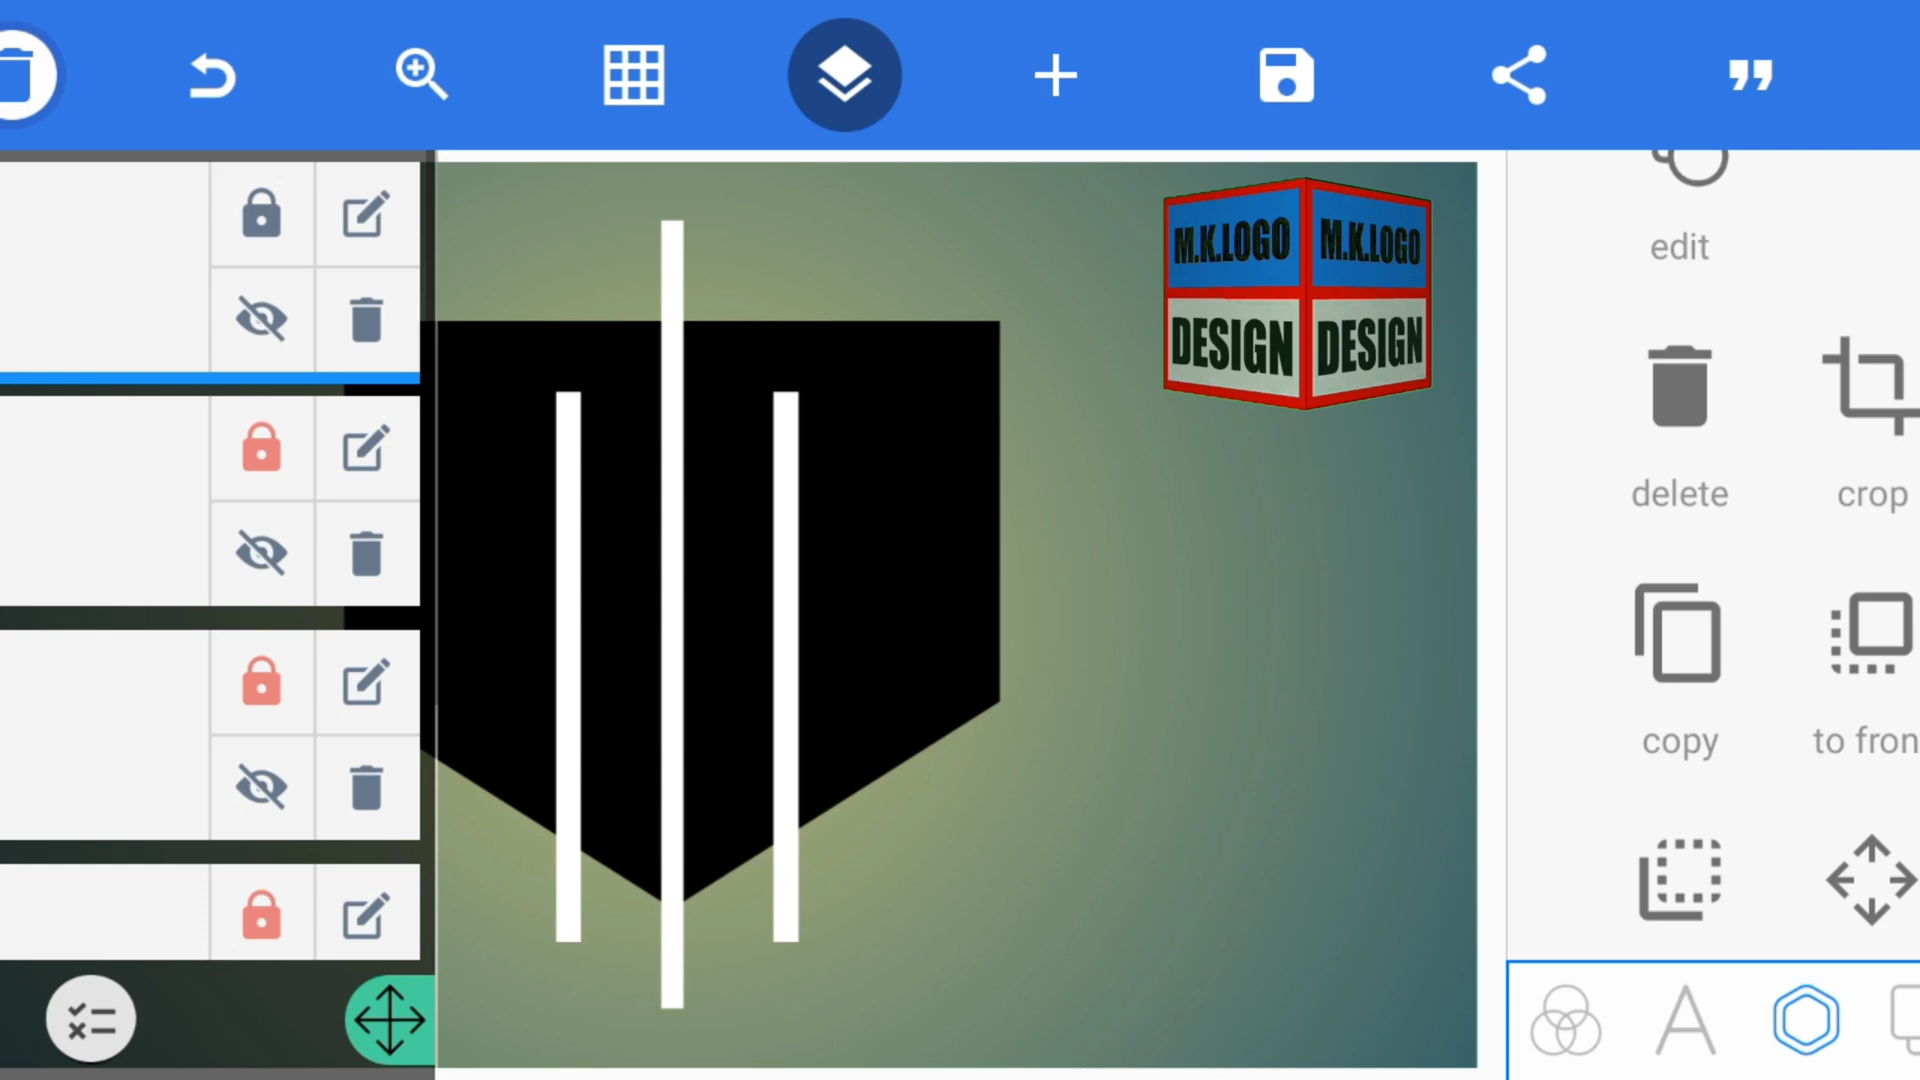 M.K.LOGO M.K.LOGO
DESIGN DESIGN
edit
delete crop
copy to fron